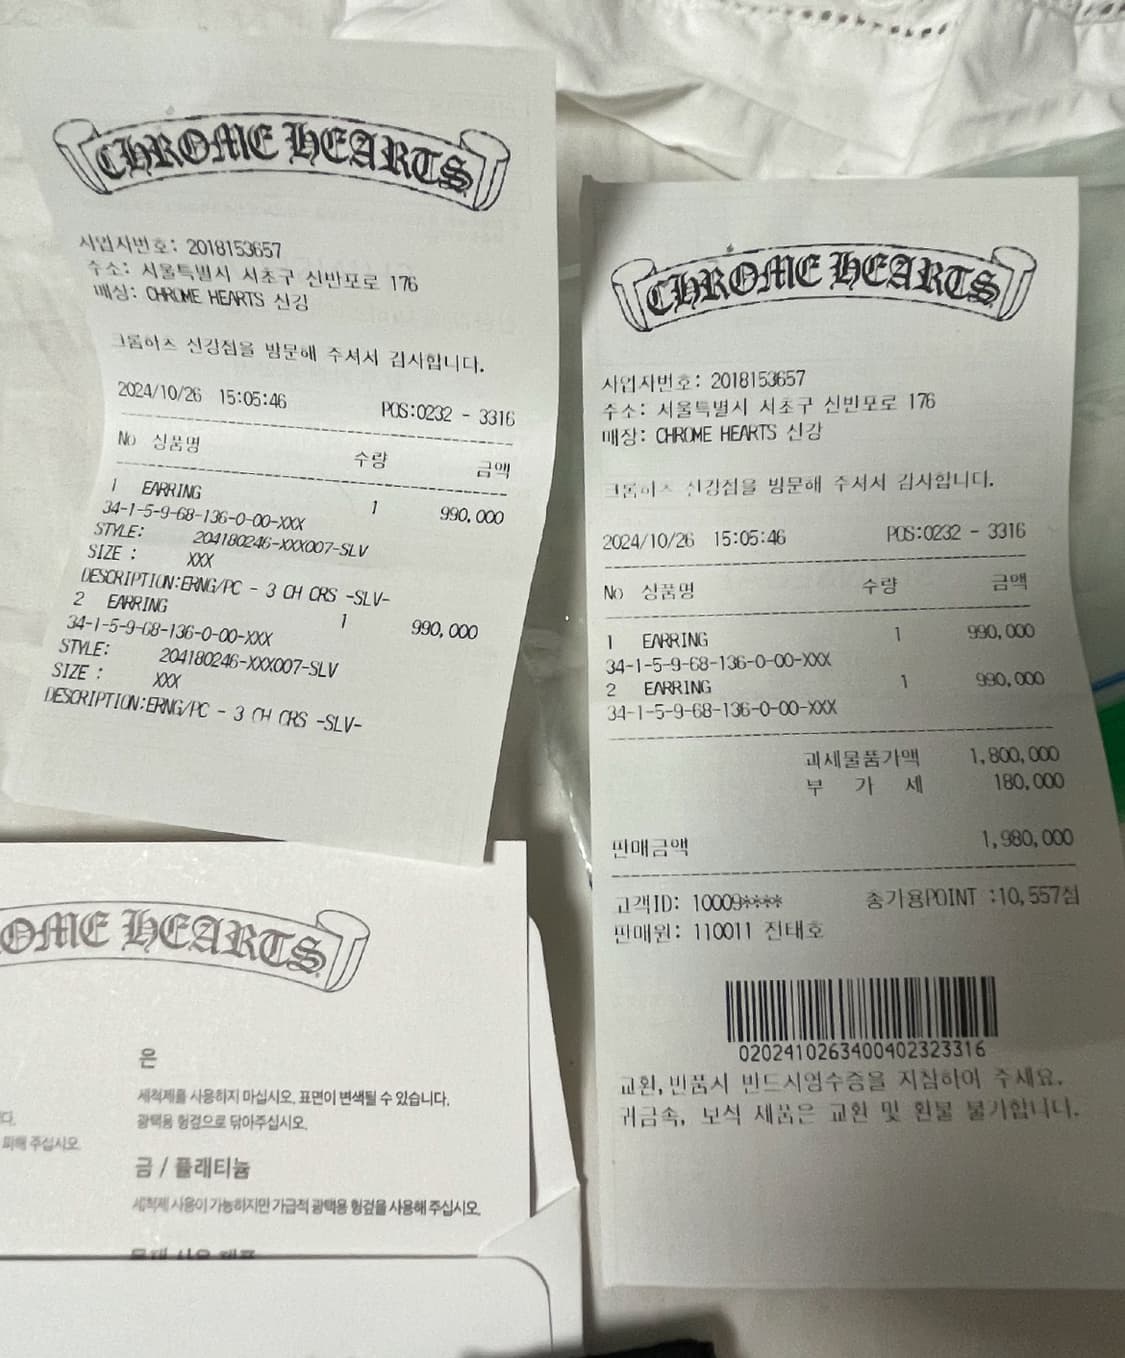 CHROME HEARTS
사업자번호: 2018153657
주소: 서울특별시 서초구 신반포로 176
매장: CHROME HEARTS 신강
크롬하츠 신강점을 방문해 주셔서 감사합니다.
2024/10/26 15:05:46 POS:0232 - 3316
No 상품명 수량 금액
1 EARRING 1 990,000
34-1-5-9-68-136-0-00-XXX
STYLE: 204180246-XXX007-SLV
SIZE : XXX
DESCRIPTION:ERNG/PC - 3 CH CRS -SLV-
2 EARRING 1 990,000
34-1-5-9-68-136-0-00-XXX
STYLE: 204180246-XXX007-SLV
SIZE : XXX
DESCRIPTION:ERNG/PC - 3 CH CRS -SLV-
CHROME HEARTS
사업자번호: 2018153657
주소: 서울특별시 서초구 신반포로 176
매장: CHROME HEARTS 신강
크롬하츠 신강점을 방문해 주셔서 감사합니다.
2024/10/26 15:05:46 POS:0232 - 3316
No 상품명 수량 금액
1 EARRING 1 990,000
34-1-5-9-68-136-0-00-XXX
2 EARRING 1 990,000
34-1-5-9-68-136-0-00-XXX
과세물품가액 1,800,000
부 가 세 180,000
판매금액 1,980,000
고객ID: 10009**** 총가용POINT :10,557점
판매원: 110011 진태호
0202410263400402323316
교환,반품시 반드시영수증을 지참하여 주세요.
귀금속, 보석 제품은 교환 및 환불 불가합니다.
OME HEARTS
은
세척제를 사용하지 마십시오. 표면이 변색될 수 있습니다.
광택용 헝겊으로 닦아주십시오.
다.
피해 주십시오.
금 / 플래티늄
세척제 사용이 가능하지만 가급적 광택용 헝겊을 사용해 주십시오.